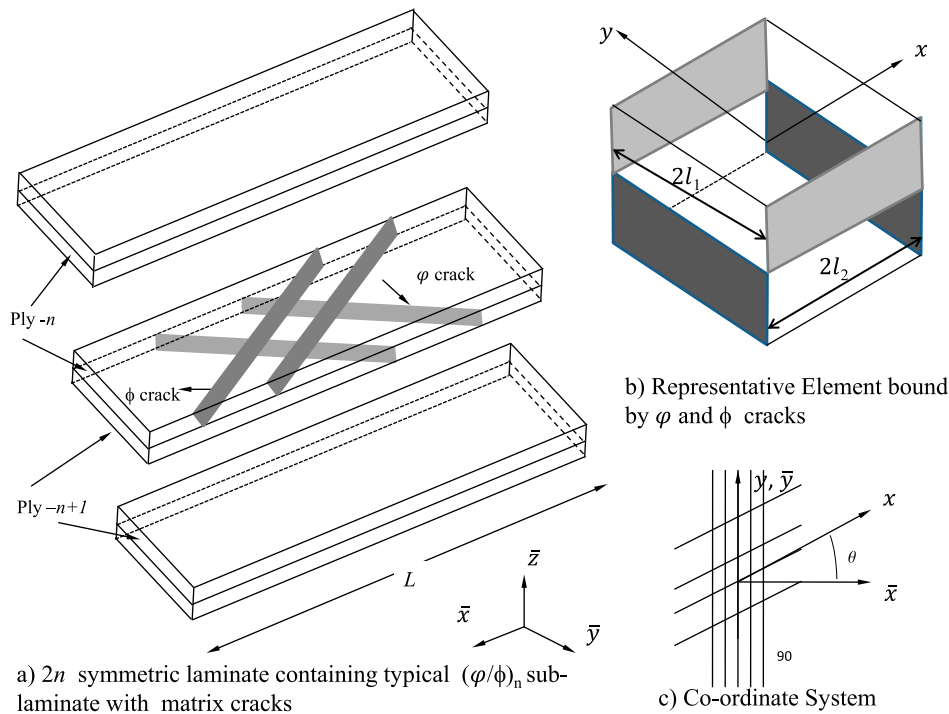 φ crack
Ply -n
ϕ crack
Ply –n+1
L
z̄
x̄
ȳ
a) 2n symmetric laminate containing typical (φ/ϕ)ₙ sub-
laminate with matrix cracks
y
x
2l₁
2l₂
b) Representative Element bound
by φ and ϕ cracks
y, ȳ
x
θ
x̄
90
c) Co-ordinate System